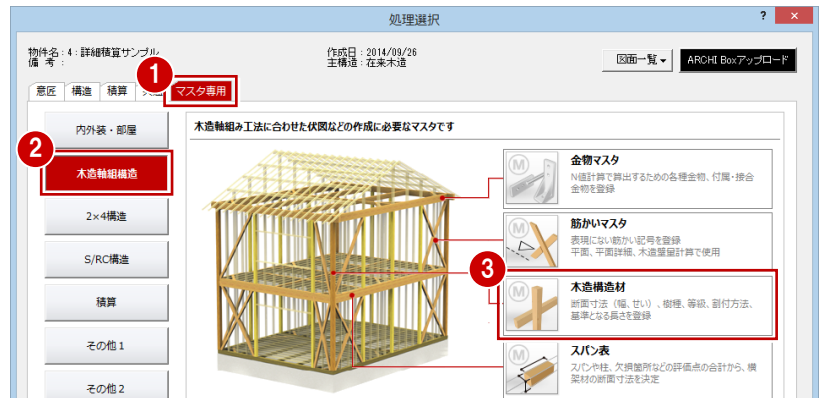 処理選択
? ×
物件名:4:詳細積算サンプル
作成日:2014/09/26
備 考 :
主構造:在来木造
図面一覧▼
ARCHI Boxアップロード
1
意匠 構造 積算 マスタ専用
内外装・部屋
木造軸組み工法に合わせた伏図などの作成に必要なマスタです
2
木造軸組構造
2×4構造
S/RC構造
積算
その他1
その他2
M
金物マスタ
N値計算で算出するための各種金物、付属・接合
金物を登録
M
筋かいマスタ
表現にない筋かい記号を登録
平面、平面詳細、木造壁量計算で使用
3
M
木造構造材
断面寸法(幅、せい)、樹種、等級、割付方法、
基準となる長さを登録
M
スパン表
スパンや柱、欠損箇所などの評価点の合計から、横
架材の断面寸法を決定